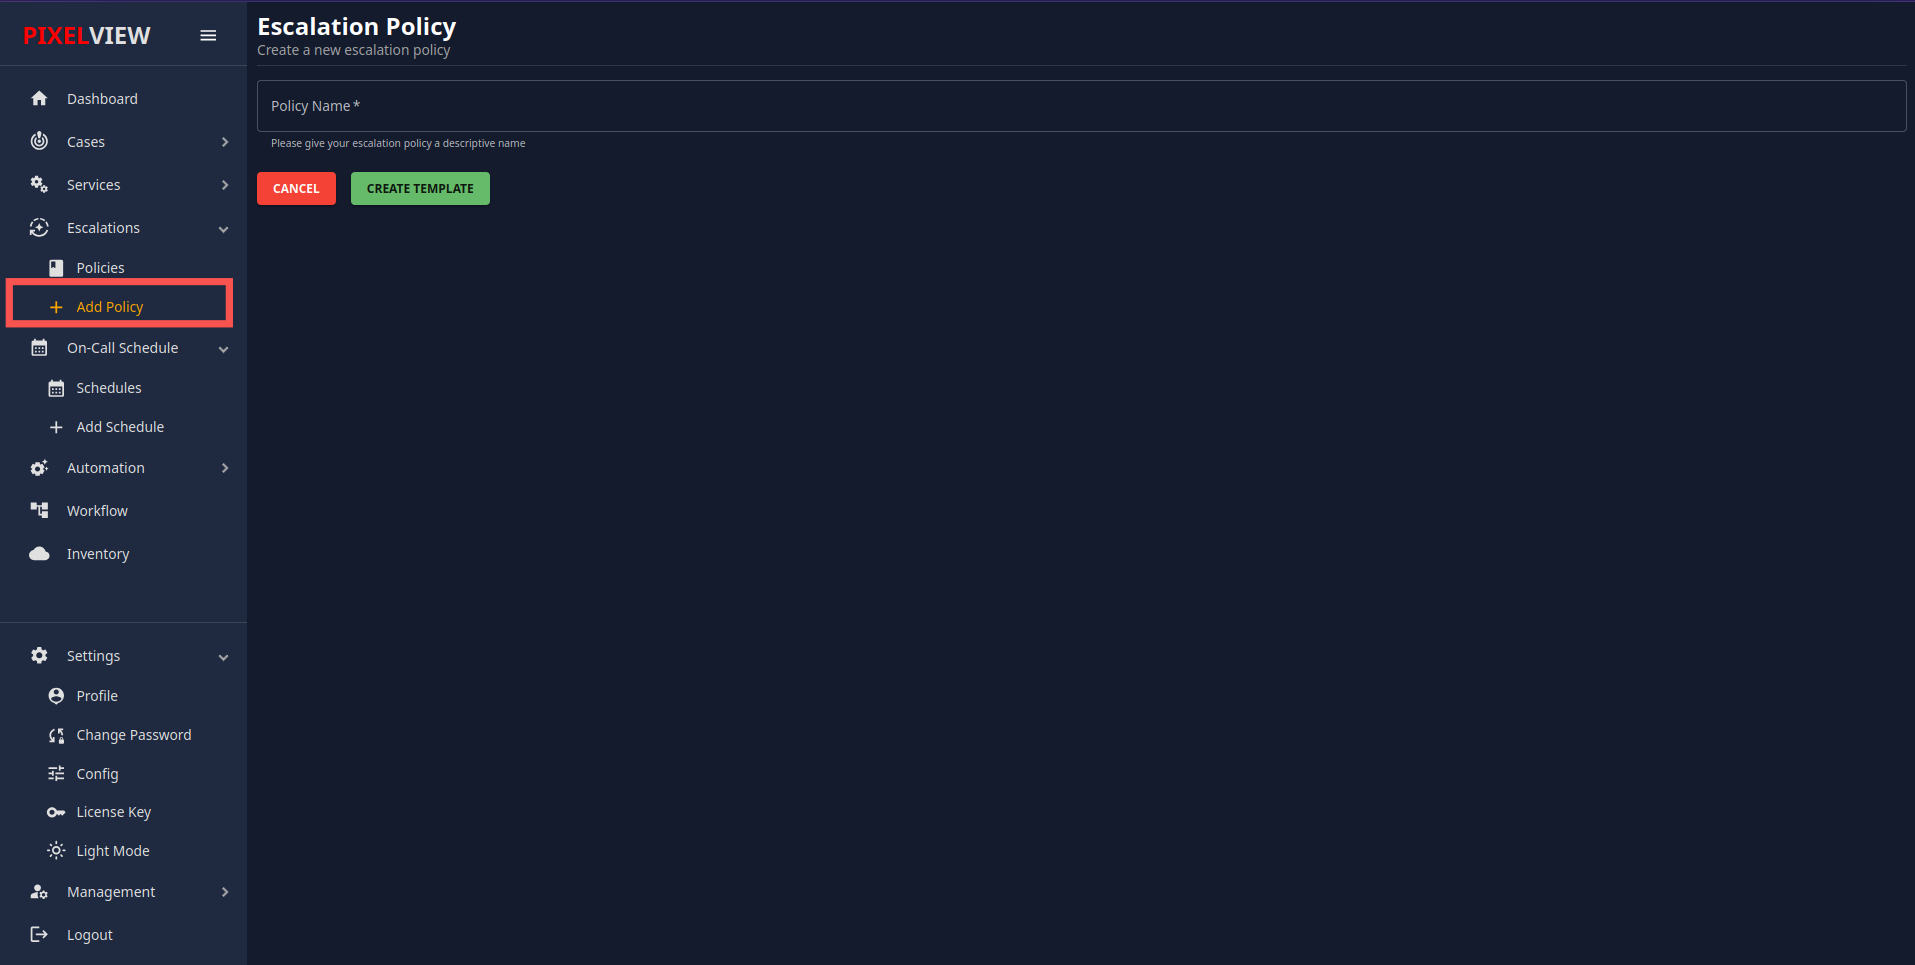 PIXELVIEW
Dashboard
Cases
Services
Escalations
Policies
Add Policy
On-Call Schedule
Schedules
Add Schedule
Automation
Workflow
Inventory
Settings
Profile
Change Password
Config
License Key
Light Mode
Management
Logout
Escalation Policy
Create a new escalation policy
Policy Name *
Please give your escalation policy a descriptive name
CANCEL
CREATE TEMPLATE